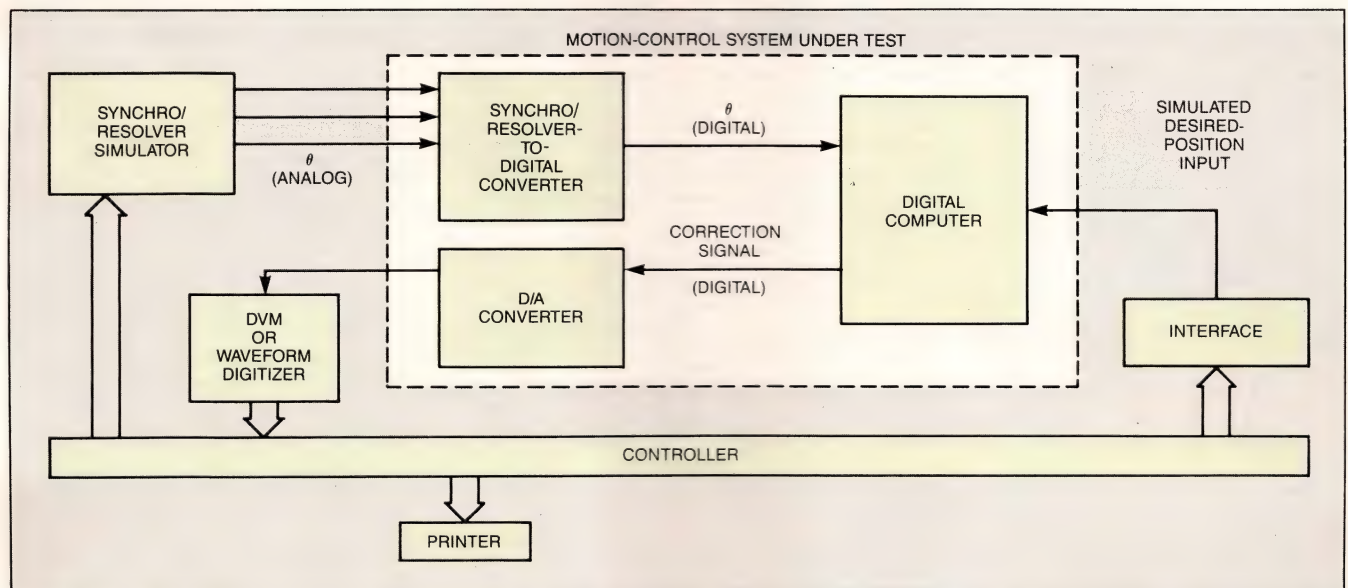 MOTION-CONTROL SYSTEM UNDER TEST
SYNCHRO/
RESOLVER
SIMULATOR
θ
(ANALOG)
SYNCHRO/
RESOLVER-
TO-
DIGITAL
CONVERTER
θ
(DIGITAL)
DIGITAL
COMPUTER
SIMULATED
DESIRED-
POSITION
INPUT
CORRECTION
SIGNAL
(DIGITAL)
D/A
CONVERTER
DVM
OR
WAVEFORM
DIGITIZER
INTERFACE
CONTROLLER
PRINTER